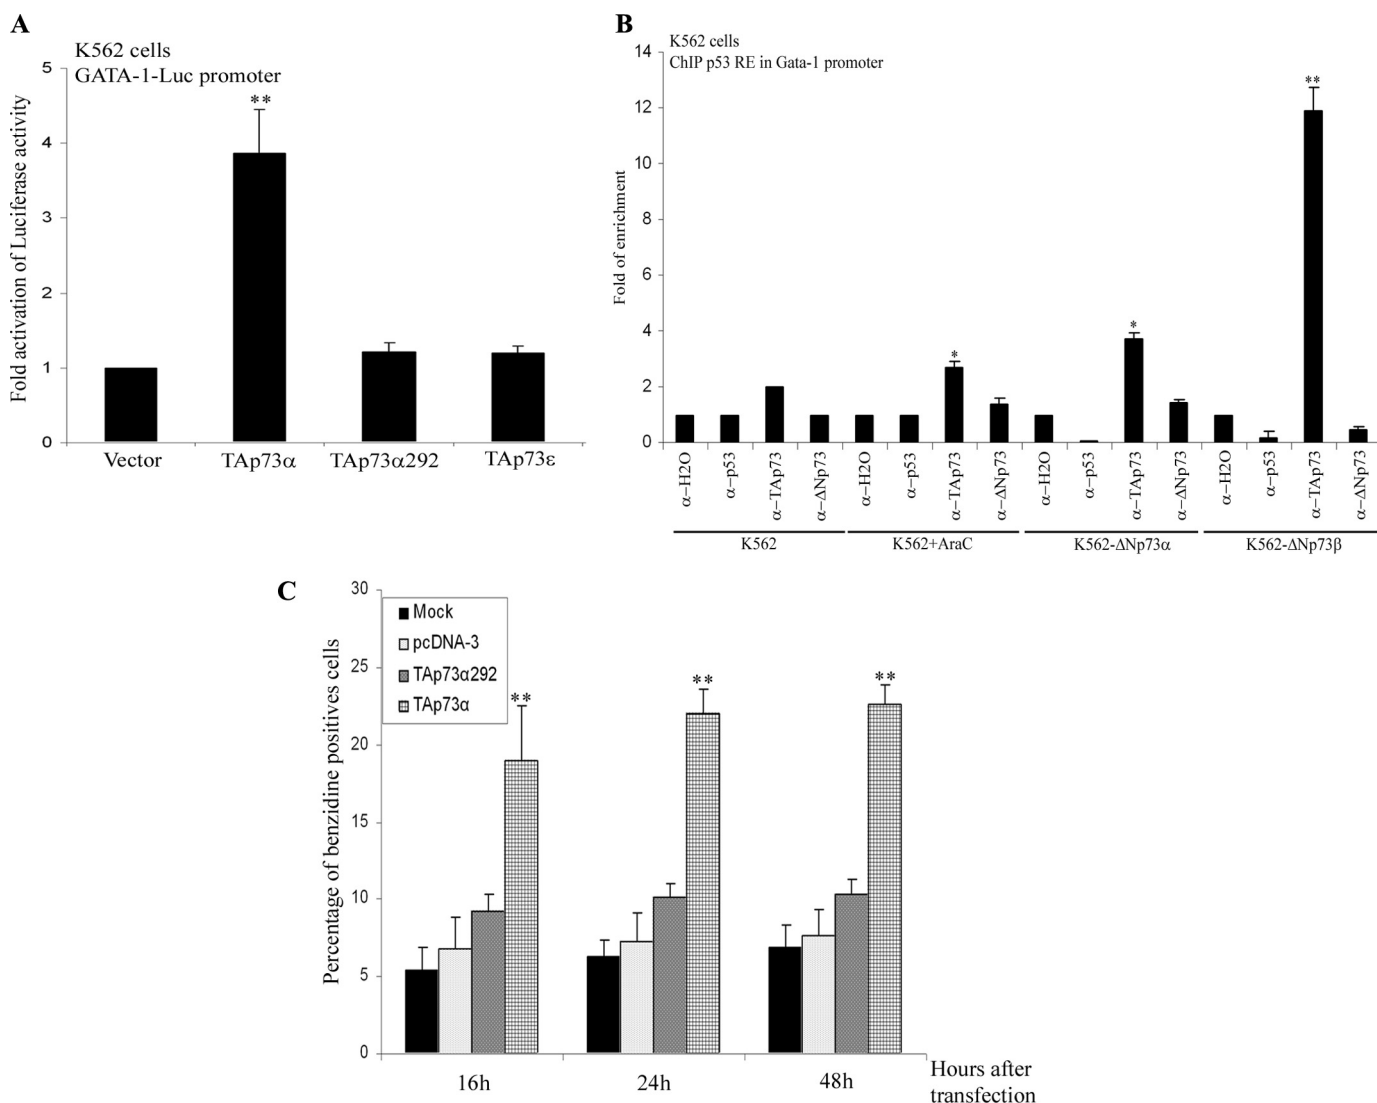 A
K562 cells
GATA-1-Luc promoter
Fold activation of Luciferase activity
5
4
3
2
1
0
**
Vector
TAp73α
TAp73α292
TAp73ε
B
K562 cells
ChIP p53 RE in Gata-1 promoter
Fold of enrichment
14
12
10
8
6
4
2
0
*
*
**
α–H2O
α–p53
α–TAp73
α–ΔNp73
α–H2O
α–p53
α–TAp73
α–ΔNp73
α–H2O
α–p53
α–TAp73
α–ΔNp73
α–H2O
α–p53
α–TAp73
α–ΔNp73
K562
K562+AraC
K562-ΔNp73α
K562-ΔNp73β
C
Percentage of benzidine positives cells
30
25
20
15
10
5
0
Mock
pcDNA-3
TAp73α292
TAp73α
**
**
**
16h
24h
48h
Hours after
transfection